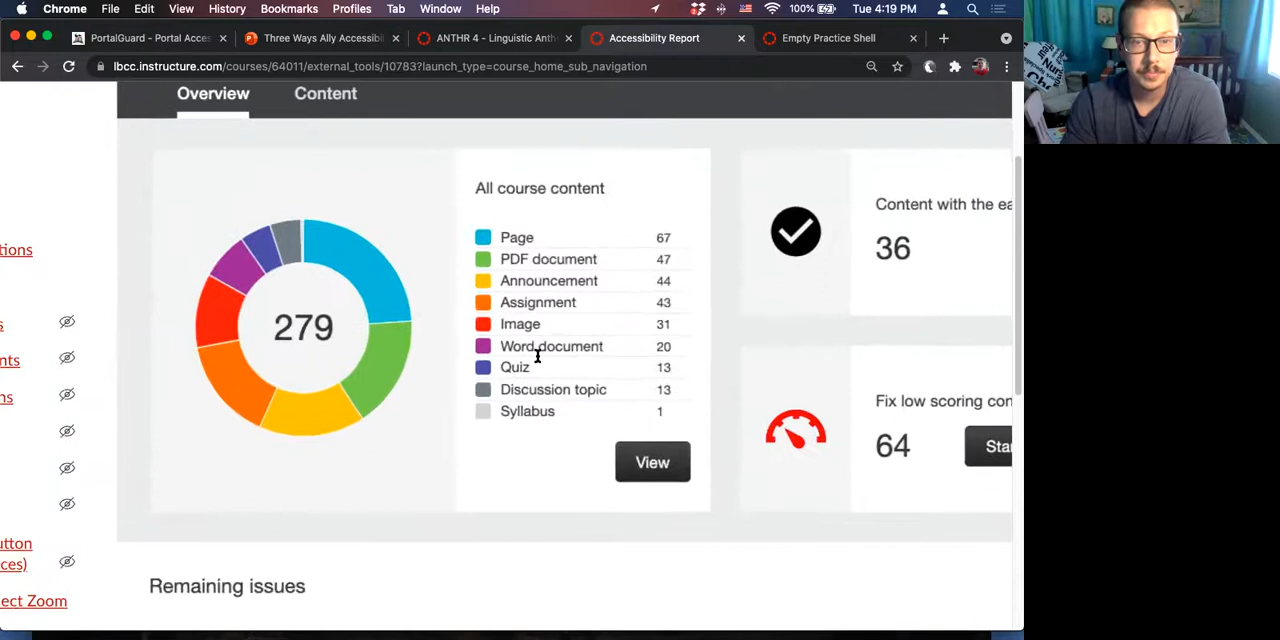 Chrome File Edit View History Bookmarks Profiles Tab Window Help 100% Tue 4:19 PM
PortalGuard - Portal Acces Three Ways Ally Accessibi ANTHR 4 - Linguistic Anth Accessibility Report Empty Practice Shell
lbcc.instructure.com/courses/64011/external_tools/10783?launch_type=course_home_sub_navigation
Overview Content
All course content
Page 67
PDF document 47
Announcement 44
Assignment 43
Image 31
Word document 20
Quiz 13
Discussion topic 13
Syllabus 1
279
View
Content with the ea
36
Fix low scoring con
64 Star
Remaining issues
tions
s
nts
ns
utton
ces)
ect Zoom